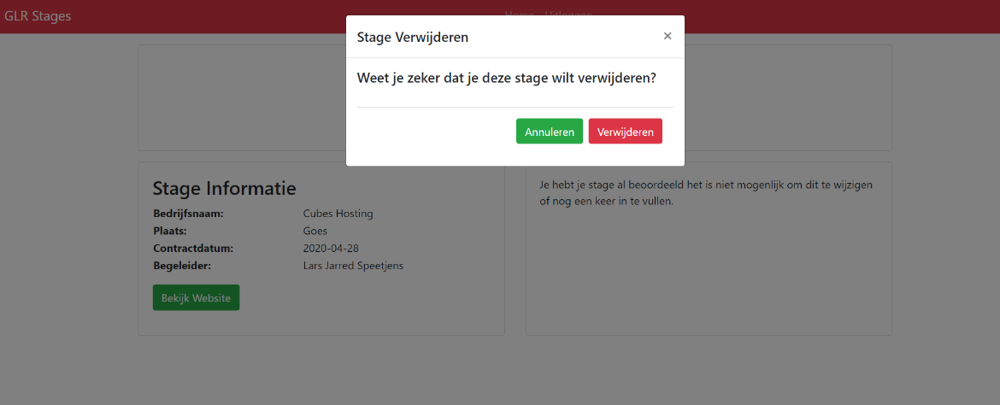 GLR Stages
Home Uitloggen
Stage Verwijderen ×
Weet je zeker dat je deze stage wilt verwijderen?
Annuleren Verwijderen
Stage Informatie
Bedrijfsnaam: Cubes Hosting
Plaats: Goes
Contractdatum: 2020-04-28
Begeleider: Lars Jarred Speetjens
Bekijk Website
Je hebt je stage al beoordeeld het is niet mogenlijk om dit te wijzigen
of nog een keer in te vullen.